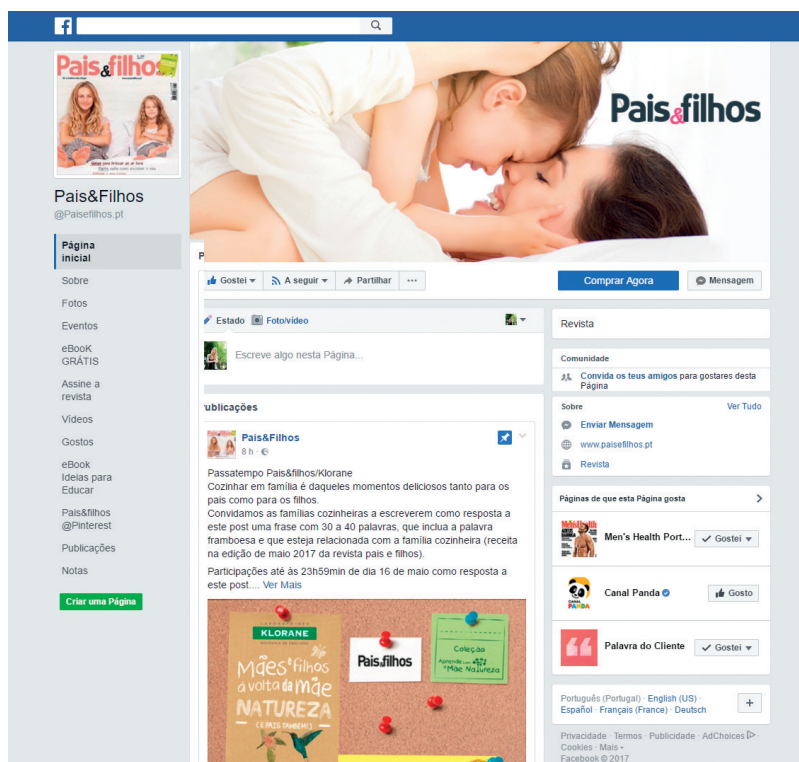 f
Pais&filhos
Pais&filhos
Pais&Filhos
@Paisefilhos.pt
Página
inicial
Sobre
Fotos
Eventos
eBooK
GRÁTIS
Assine a
revista
Vídeos
Gostos
eBook
Ideias para
Educar
Pais&filhos
@Pinterest
Publicações
Notas
Criar uma Página
P
Gostei
A seguir
Partilhar
···
Comprar Agora
Mensagem
Estado
Foto/vídeo
Escreve algo nesta Página...
ublicações
Pais&Filhos
8 h ·
Passatempo Pais&filhos/Klorane
Cozinhar em família é daqueles momentos deliciosos tanto para os
pais como para os filhos.
Convidamos as famílias cozinheiras a escreverem como resposta a
este post uma frase com 30 a 40 palavras, que inclua a palavra
framboesa e que esteja relacionada com a família cozinheira (receita
na edição de maio 2017 da revista pais e filhos).
Participações até às 23h59min de dia 16 de maio como resposta a
este post.... Ver Mais
KLORANE
Mães e filhos
à volta da mãe
NATUREZA
(E PAIS TAMBÉM!)
Pais&filhos
Coleção
Aprende com a
"Mãe Natureza
Revista
Comunidade
Convida os teus amigos para gostares desta
Página
Sobre
Ver Tudo
Enviar Mensagem
www.paisefilhos.pt
Revista
Páginas de que esta Página gosta
Men'sHealth
Men's Health Port...
Gostei
CANAL
PANDA
Canal Panda
Gosto
Palavra do Cliente
Gostei
Português (Portugal) · English (US) ·
Español · Français (France) · Deutsch
+
Privacidade · Termos · Publicidade · AdChoices ·
Cookies · Mais
Facebook © 2017